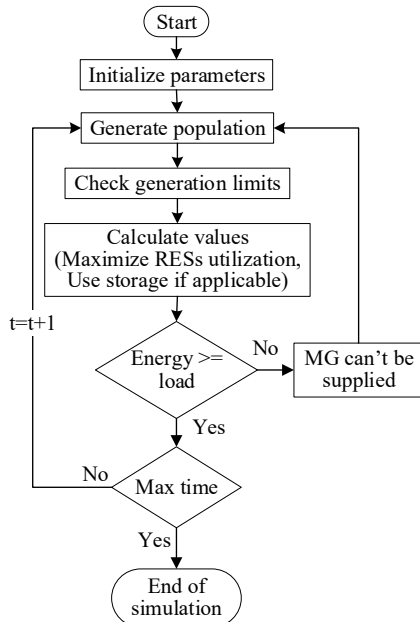 Start
Initialize parameters
Generate population
Check generation limits
Calculate values
(Maximize RESs utilization,
Use storage if applicable)
t=t+1
Energy >=
load
No
MG can’t be
supplied
Yes
No
Max time
Yes
End of
simulation